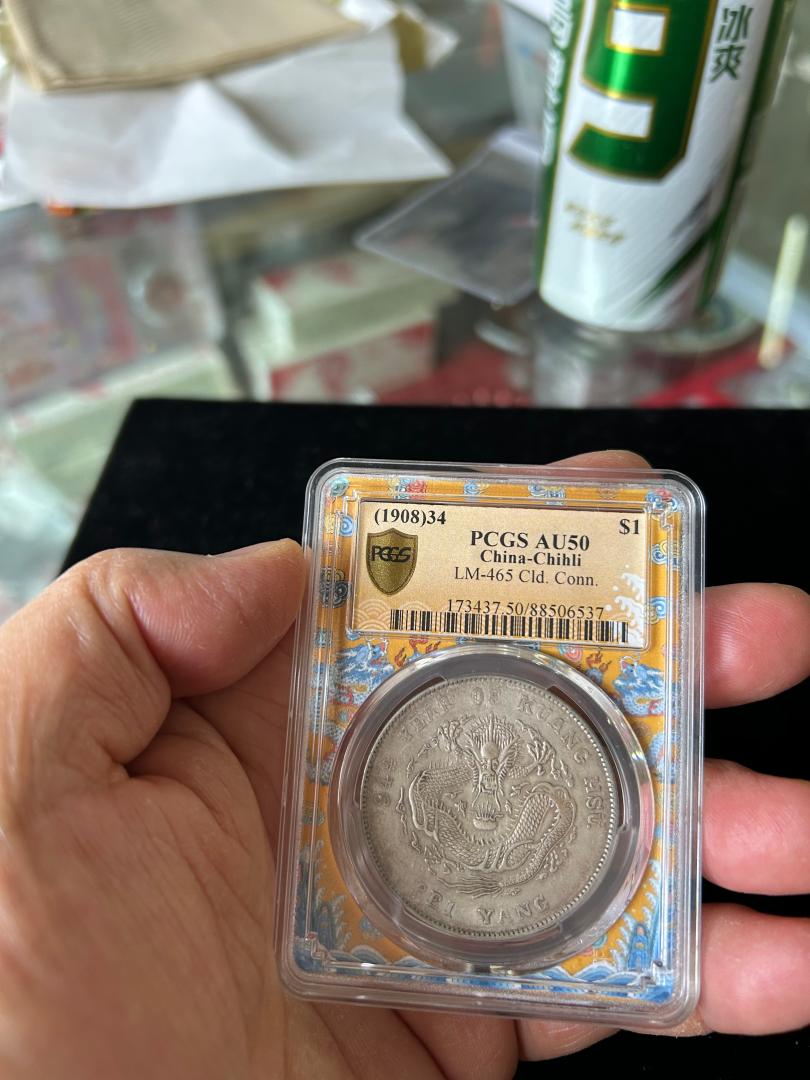 9
冰爽
(1908)34 $1
PCGS AU50
China-Chihli
PCGS
LM-465 Cld. Conn.
173437.50/88506537
34th YEAR OF KUANG HSU
PEI YANG